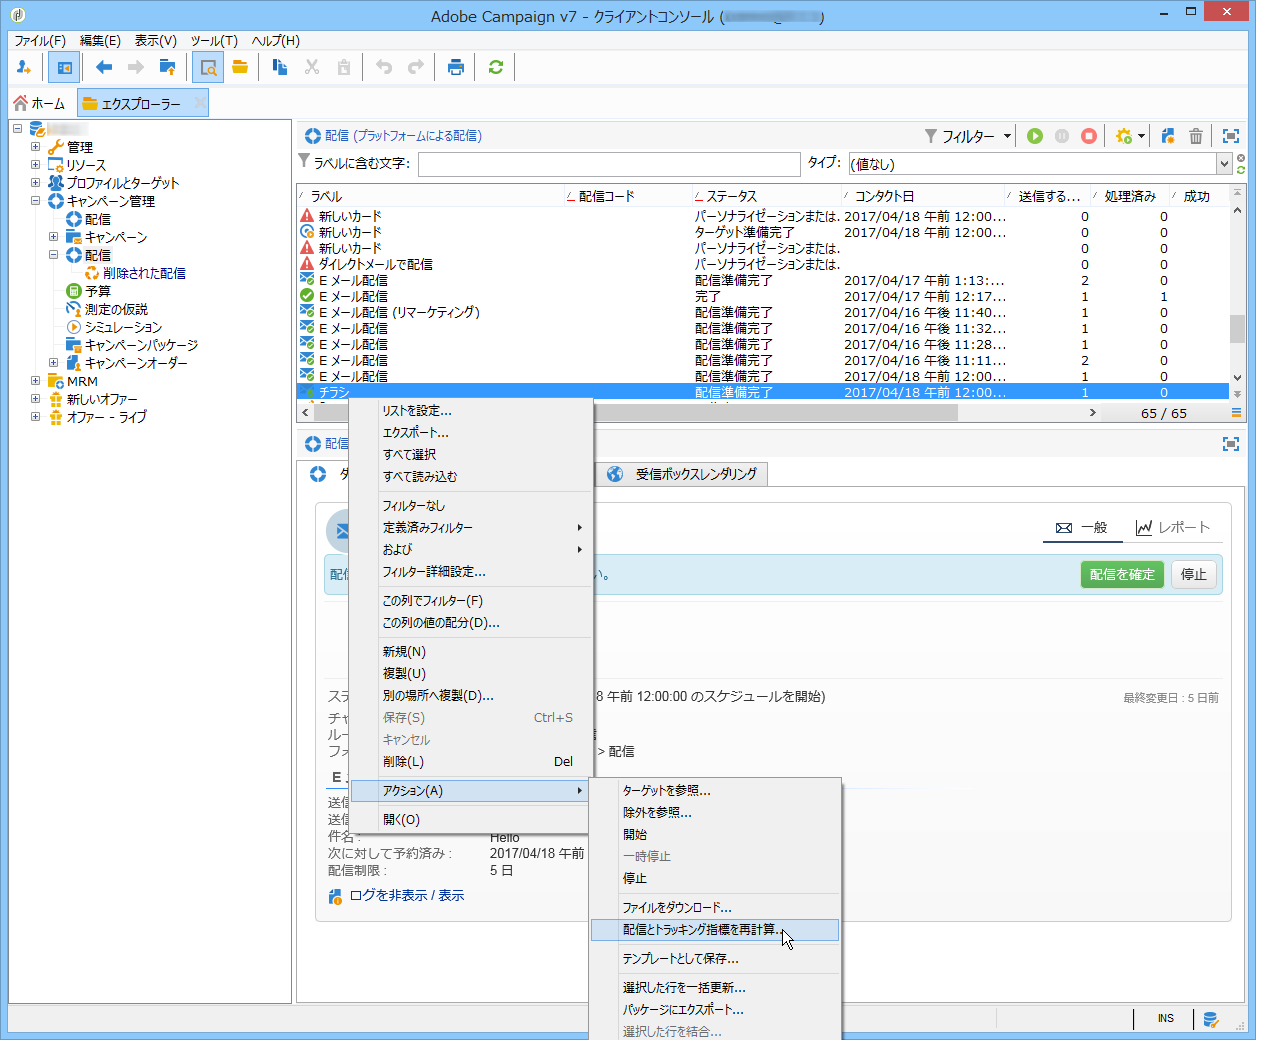 Adobe Campaign v7 - クライアントコンソール (
ファイル(F) 編集(E) 表示(V) ツール(T) ヘルプ(H)
ホーム エクスプローラー
管理
リソース
プロファイルとターゲット
キャンペーン管理
配信
キャンペーン
配信
削除された配信
予算
測定の仮説
シミュレーション
キャンペーンパッケージ
キャンペーンオーダー
MRM
新しいオファー
オファー - ライブ
配信 (プラットフォームによる配信) フィルター
ラベルに含む文字: タイプ: (値なし)
ラベル 配信コード ステータス コンタクト日 送信する... 処理済み 成功
新しいカード パーソナライゼーションまたは... 2017/04/18 午前 12:00... 0 0
新しいカード ターゲット準備完了 2017/04/18 午前 12:00... 0 0
新しいカード パーソナライゼーションまたは... 0 0
ダイレクトメールで配信 パーソナライゼーションまたは... 0 0
E メール配信 配信準備完了 2017/04/17 午前 1:13:... 2 0
E メール配信 完了 2017/04/17 午前 12:17... 1 1
E メール配信 (リマーケティング) 配信準備完了 2017/04/16 午後 11:40... 1 0
E メール配信 配信準備完了 2017/04/16 午後 11:32... 1 0
E メール配信 配信準備完了 2017/04/16 午後 11:28... 1 0
E メール配信 配信準備完了 2017/04/16 午後 11:11... 2 0
E メール配信 配信準備完了 2017/04/18 午前 12:00... 1 0
チラシ 配信準備完了 2017/04/18 午前 12:00... 1 0
65 / 65
配信
受信ボックスレンダリング
一般 レポート
配信 い。 配信を確定 停止
8 午前 12:00:00 のスケジュールを開始) 最終変更日 : 5 日前
> 配信
件名 : Hello
次に対して予約済み : 2017/04/18 午前
配信制限 : 5 日
ログを非表示 / 表示
リストを設定...
エクスポート...
すべて選択
すべて読み込む
フィルターなし
定義済みフィルター
および
フィルター詳細設定...
この列でフィルター(F)
この列の値の配分(D)...
新規(N)
複製(U)
別の場所へ複製(D)...
保存(S) Ctrl+S
キャンセル
削除(L) Del
アクション(A)
開く(O)
ターゲットを参照...
除外を参照...
開始
一時停止
停止
ファイルをダウンロード...
配信とトラッキング指標を再計算...
テンプレートとして保存...
選択した行を一括更新...
パッケージにエクスポート...
選択した行を結合...
INS